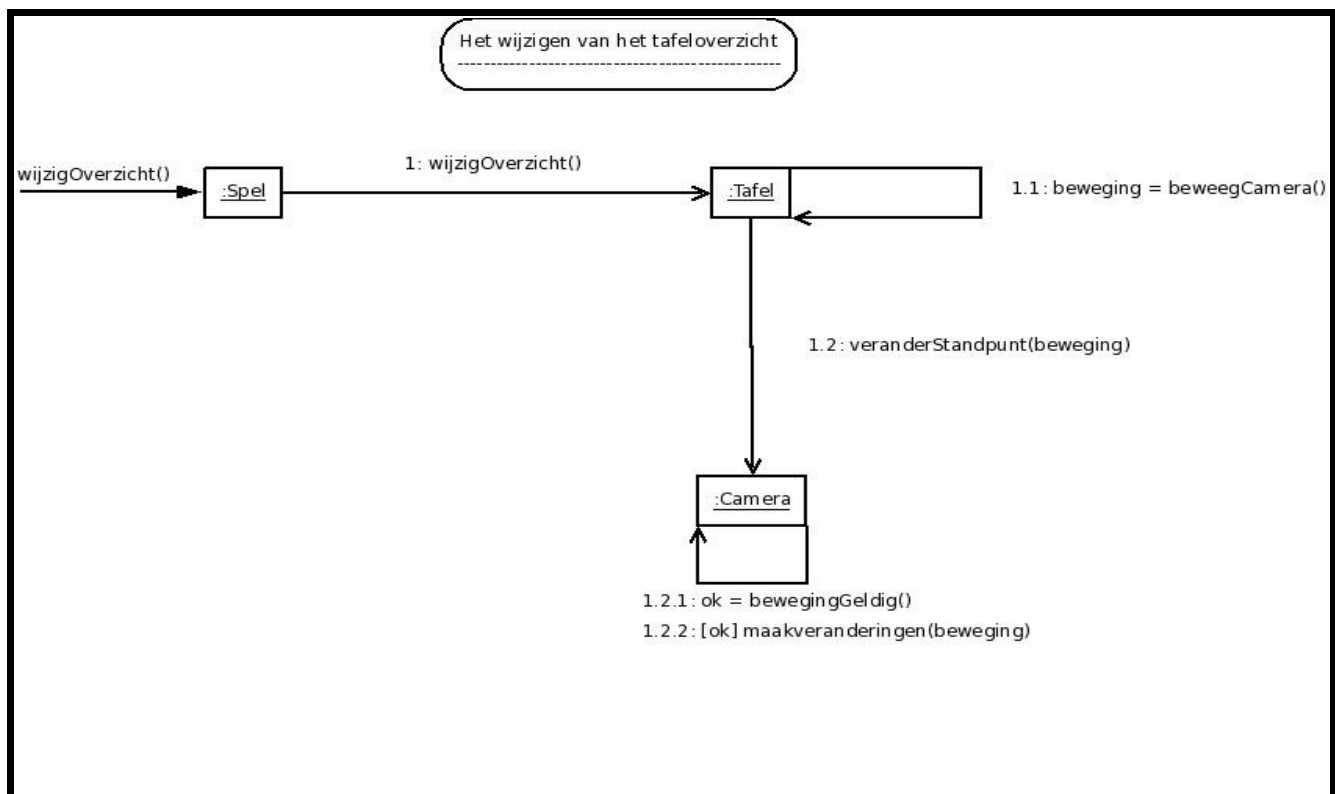 Het wijzigen van het tafeloverzicht
wijzigOverzicht()
:Spel
1: wijzigOverzicht()
:Tafel
1.1: beweging = beweegCamera()
1.2: veranderStandpunt(beweging)
:Camera
1.2.1: ok = bewegingGeldig()
1.2.2: [ok] maakveranderingen(beweging)